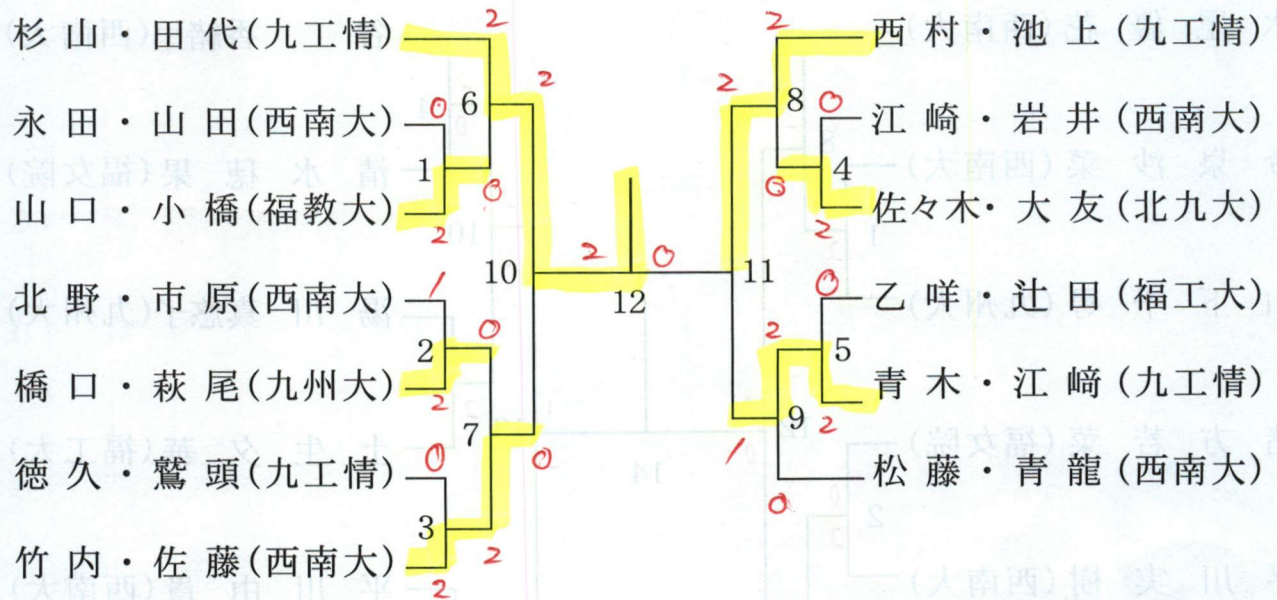 杉山・田代(九工情)
2
6
永田・山田(西南大)
0
1
山口・小橋(福教大)
2
0
2
10
北野・市原(西南大)
1
2
橋口・萩尾(九州大)
2
0
7
徳久・鷲頭(九工情)
0
3
竹内・佐藤(西南大)
2
2
0
2
0
12
西村・池上(九工情)
2
8
江崎・岩井(西南大)
0
4
佐々木・大友(北九大)
2
0
2
11
乙咩・辻田(福工大)
0
5
青木・江﨑(九工情)
2
2
9
松藤・青龍(西南大)
0
1